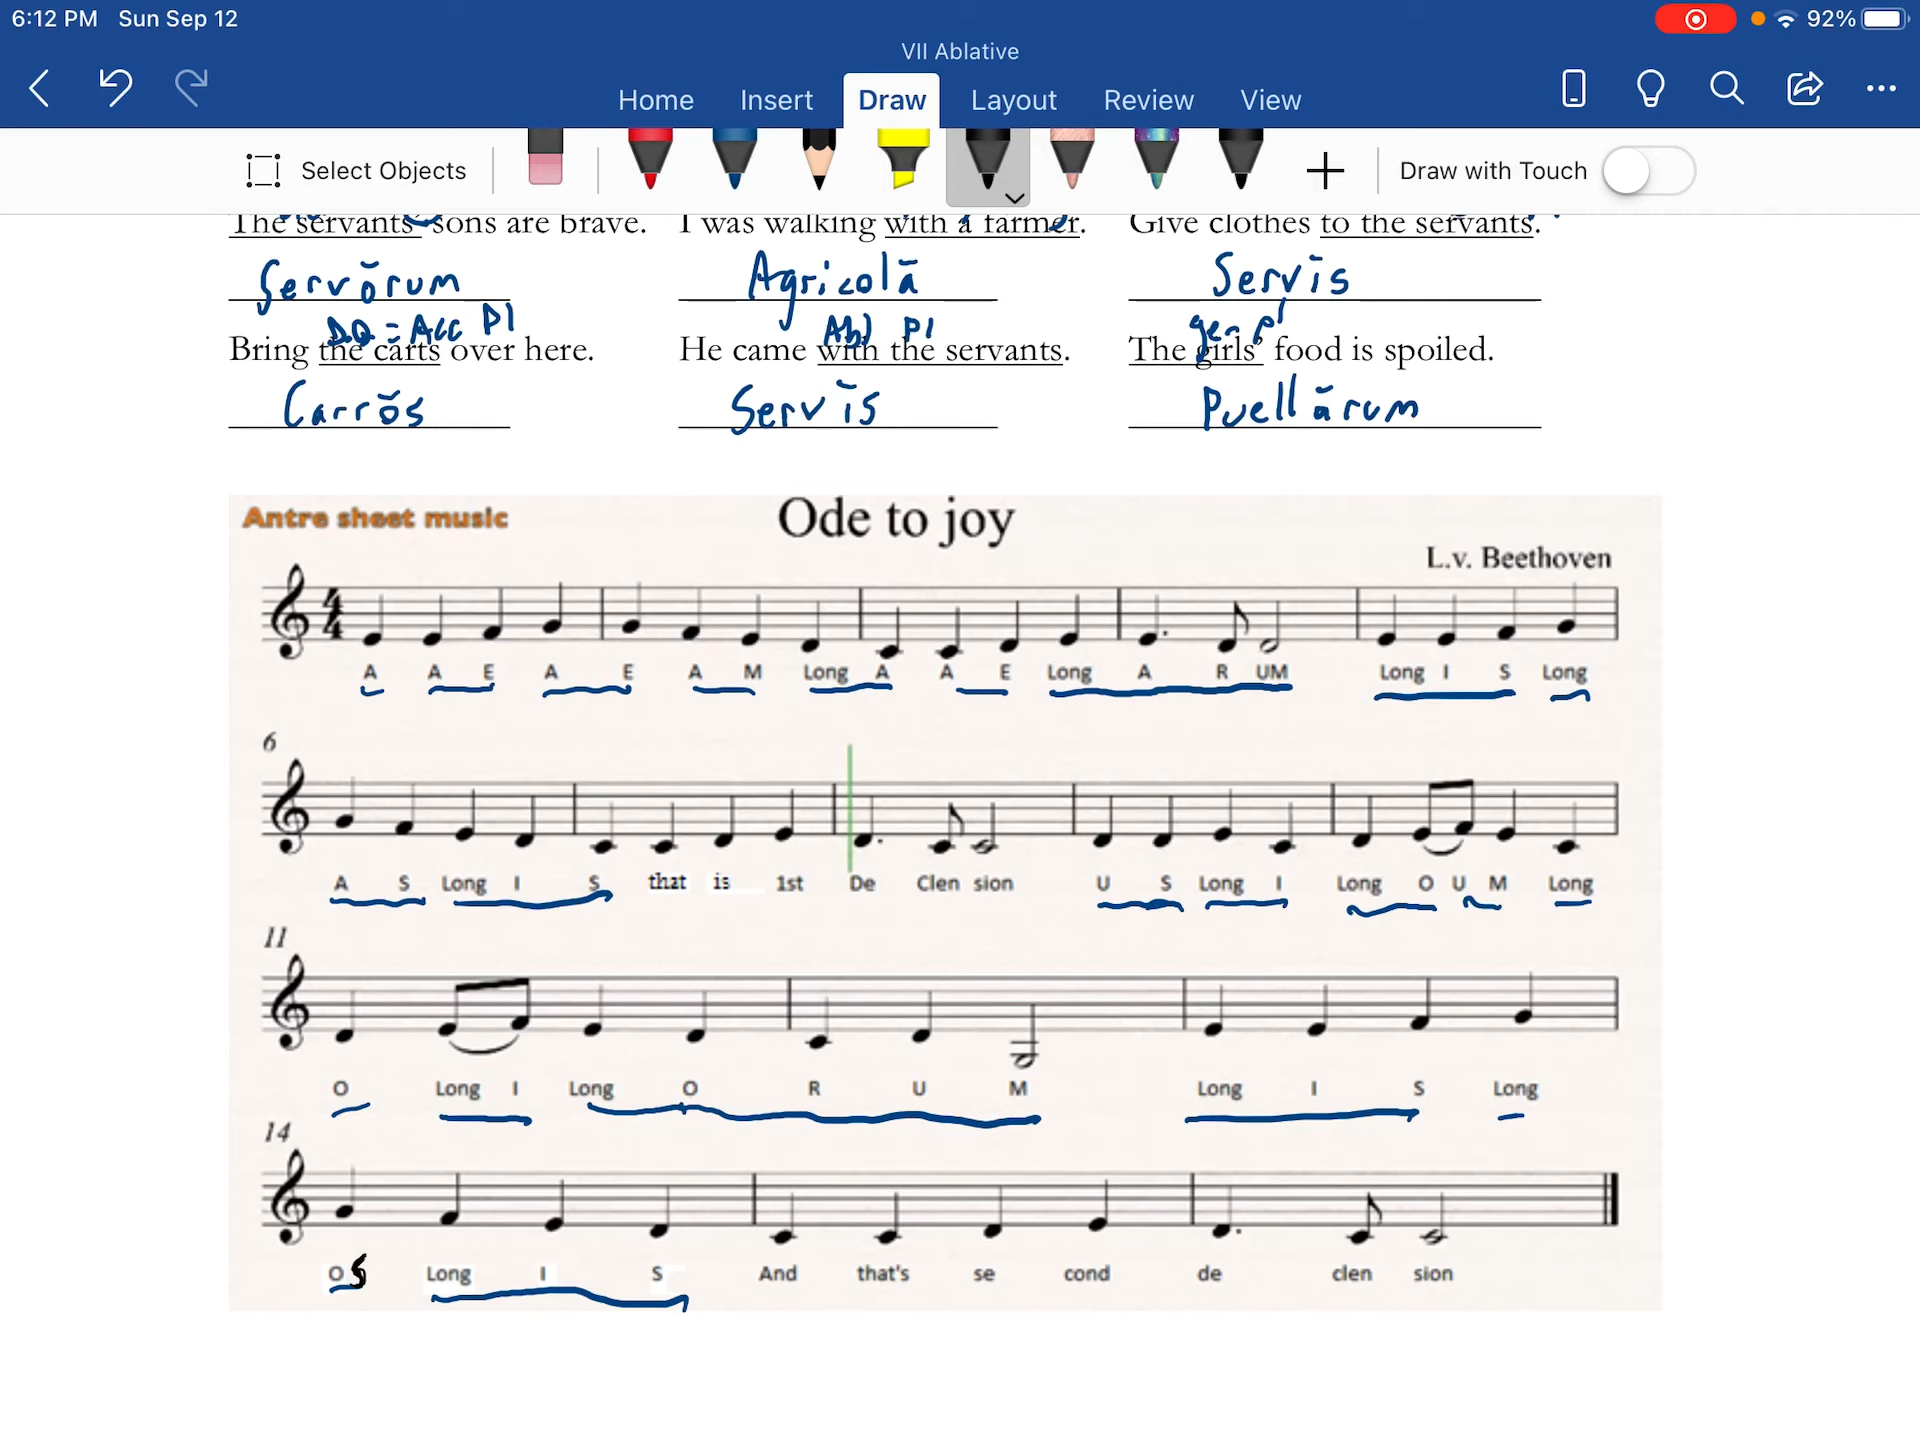 6:12 PM Sun Sep 12 92%
VII Ablative
Home Insert Draw Layout Review View
Select Objects Draw with Touch
The servants' sons are brave. I was walking with a farmer. Give clothes to the servants.
Servōrum Agricolā Servīs
DO = Acc Pl Abl Pl gen pl
Bring the carts over here. He came with the servants. The girls' food is spoiled.
Carrōs Servīs Puellārum
Antre sheet music Ode to joy
L.v. Beethoven
4
4
A A E A E A M Long A A E Long A R UM Long I S Long
6
A S Long I S that is 1st De Clen sion U S Long I Long O U M Long
11
O Long I Long O R U M Long I S Long
14
O S Long I S And that's se cond de clen sion